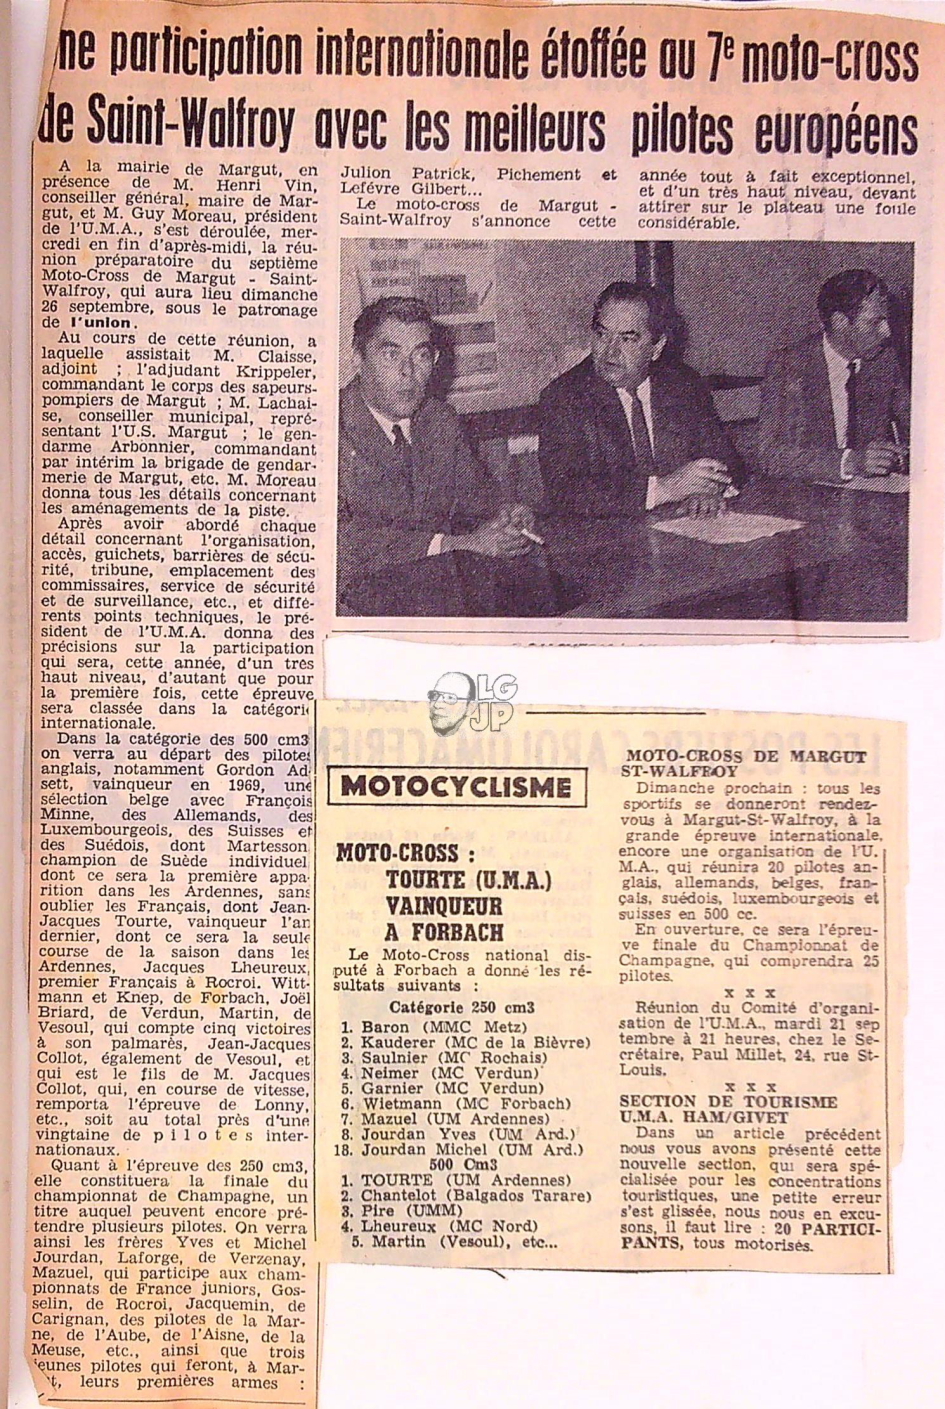 ne participation internationale étoffée au 7e moto-cross
de Saint-Walfroy avec les meilleurs pilotes européens
A la mairie de Margut, en
présence de M. Henri Vin,
conseiller général, maire de Mar-
gut, et M. Guy Moreau, président
de l'U.M.A., s'est déroulée, mer-
credi en fin d'après-midi, la réu-
nion préparatoire du septième
Moto-Cross de Margut - Saint-
Walfroy, qui aura lieu dimanche
26 septembre, sous le patronage
de l'union.
Au cours de cette réunion, a
laquelle assistait M. Claisse,
adjoint ; l'adjudant Krippeler,
commandant le corps des sapeurs-
pompiers de Margut ; M. Lachai-
se, conseiller municipal, repré-
sentant l'U.S. Margut ; le gen-
darme Arbonnier, commandant
par intérim la brigade de gendar-
merie de Margut, etc. M. Moreau
donna tous les détails concernant
les aménagements de la piste.
Après avoir abordé chaque
détail concernant l'organisation,
accès, guichets, barrières de sécu-
rité, tribune, emplacement des
commissaires, service de sécurité
et de surveillance, etc., et diffé-
rents points techniques, le pré-
sident de l'U.M.A. donna des
précisions sur la participation
qui sera, cette année, d'un très
haut niveau, d'autant que pour
la première fois, cette épreuve
sera classée dans la catégori
internationale.
Dans la catégorie des 500 cm3
on verra au départ des pilotes
anglais, notamment Gordon Ad
sett, vainqueur en 1969, une
sélection belge avec François
Minne, des Allemands, des
Luxembourgeois, des Suisses et
des Suédois, dont Martesson
champion de Suède individuel
dont ce sera la première appa
rition dans les Ardennes, sans
oublier les Français, dont Jean-
Jacques Tourte, vainqueur l'an
dernier, dont ce sera la seule
course de la saison dans les
Ardennes, Jacques Lheureux,
premier Français à Rocroi. Witt-
mann et Knep, de Forbach, Joël
Briard, de Verdun, Martin, de
Vesoul, qui compte cinq victoires
à son palmarès, Jean-Jacques
Collot, également de Vesoul, et
qui est le fils de M. Jacques
Collot, qui, en course de vitesse,
remporta l'épreuve de Lonny,
etc., soit au total près d'une
vingtaine de pilotes inter-
nationaux.
Quant à l'épreuve des 250 cm3,
elle constituera la finale du
championnat de Champagne, un
titre auquel peuvent encore pré-
tendre plusieurs pilotes. On verra
ainsi les frères Yves et Michel
Jourdan, Laforge, de Verzenay,
Mazuel, qui participe aux cham-
pionnats de France juniors, Gos-
selin, de Rocroi, Jacquemin, de
Carignan, des pilotes de la Mar-
ne, de l'Aube, de l'Aisne, de la
Meuse, etc., ainsi que trois
jeunes pilotes qui feront, à Mar-
t, leurs premières armes :
Julion Patrick, Pichement et
Lefévre Gilbert...
Le moto-cross de Margut -
Saint-Walfroy s'annonce cette
année tout à fait exceptionnel,
et d'un très haut niveau, devant
attirer sur le plateau une foule
considérable.
LGJP
MOTOCYCLISME
MOTO-CROSS :
TOURTE (U.M.A.)
VAINQUEUR
A FORBACH
Le Moto-Cross national dis-
puté à Forbach a donné les ré-
sultats suivants :
Catégorie 250 cm3
1. Baron (MMC Metz)
2. Kauderer (MC de la Bièvre)
3. Saulnier (MC Rochais)
4. Neimer (MC Verdun)
5. Garnier (MC Verdun)
6. Wietmann (MC Forbach)
7. Mazuel (UM Ardennes)
8. Jourdan Yves (UM Ard.)
18. Jourdan Michel (UM Ard.)
500 Cm3
1. TOURTE (UM Ardennes)
2. Chantelot (Balgados Tarare)
3. Pire (UMM)
4. Lheureux (MC Nord)
5. Martin (Vesoul), etc...
MOTO-CROSS DE MARGUT
ST-WALFROY
Dimanche prochain : tous les
sportifs se donneront rendez-
vous à Margut-St-Walfroy, à la
grande épreuve internationale,
encore une organisation de l'U.
M.A., qui réunira 20 pilotes an-
glais, allemands, belges, fran-
çais, suédois, luxembourgeois et
suisses en 500 cc.
En ouverture, ce sera l'épreu-
ve finale du Championnat de
Champagne, qui comprendra 25
pilotes.
x x x
Réunion du Comité d'organi-
sation de l'U.M.A., mardi 21 sep
tembre à 21 heures, chez le Se-
crétaire, Paul Millet, 24, rue St-
Louis.
x x x
SECTION DE TOURISME
U.M.A. HAM/GIVET
Dans un article précédent
nous vous avons présenté cette
nouvelle section, qui sera spé-
cialisée pour les concentrations
touristiques, une petite erreur
s'est glissée, nous nous en excu-
sons, il faut lire : 20 PARTICI-
PANTS, tous motorisés.